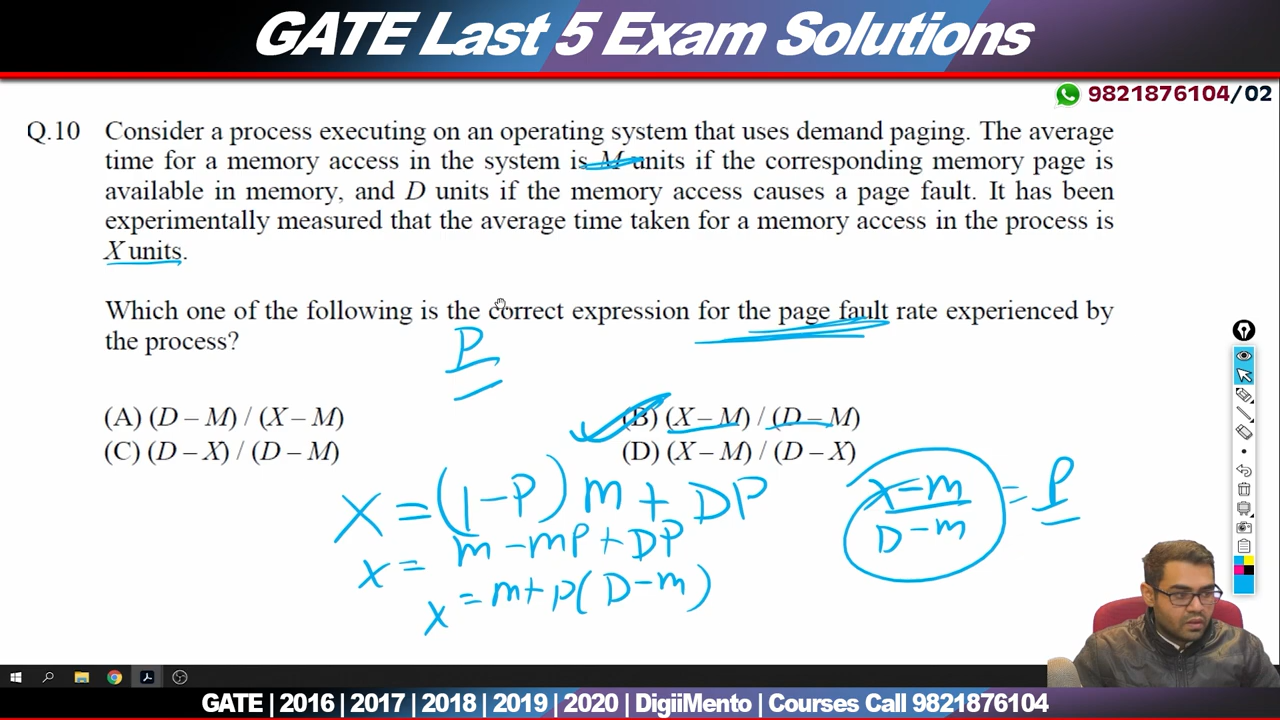 GATE Last 5 Exam Solutions
9821876104/02
Q.10 Consider a process executing on an operating system that uses demand paging. The average
time for a memory access in the system is M units if the corresponding memory page is
available in memory, and D units if the memory access causes a page fault. It has been
experimentally measured that the average time taken for a memory access in the process is
X units.
Which one of the following is the correct expression for the page fault rate experienced by
the process?
P
(A) (D – M) / (X – M) (B) (X – M) / (D – M)
(C) (D – X) / (D – M) (D) (X – M) / (D – X)
X = (1-P) m + DP
x = m - mP + DP
x = m + P(D-m)
x-m
D-m
= P
GATE | 2016 | 2017 | 2018 | 2019 | 2020 | DigiiMento | Courses Call 9821876104